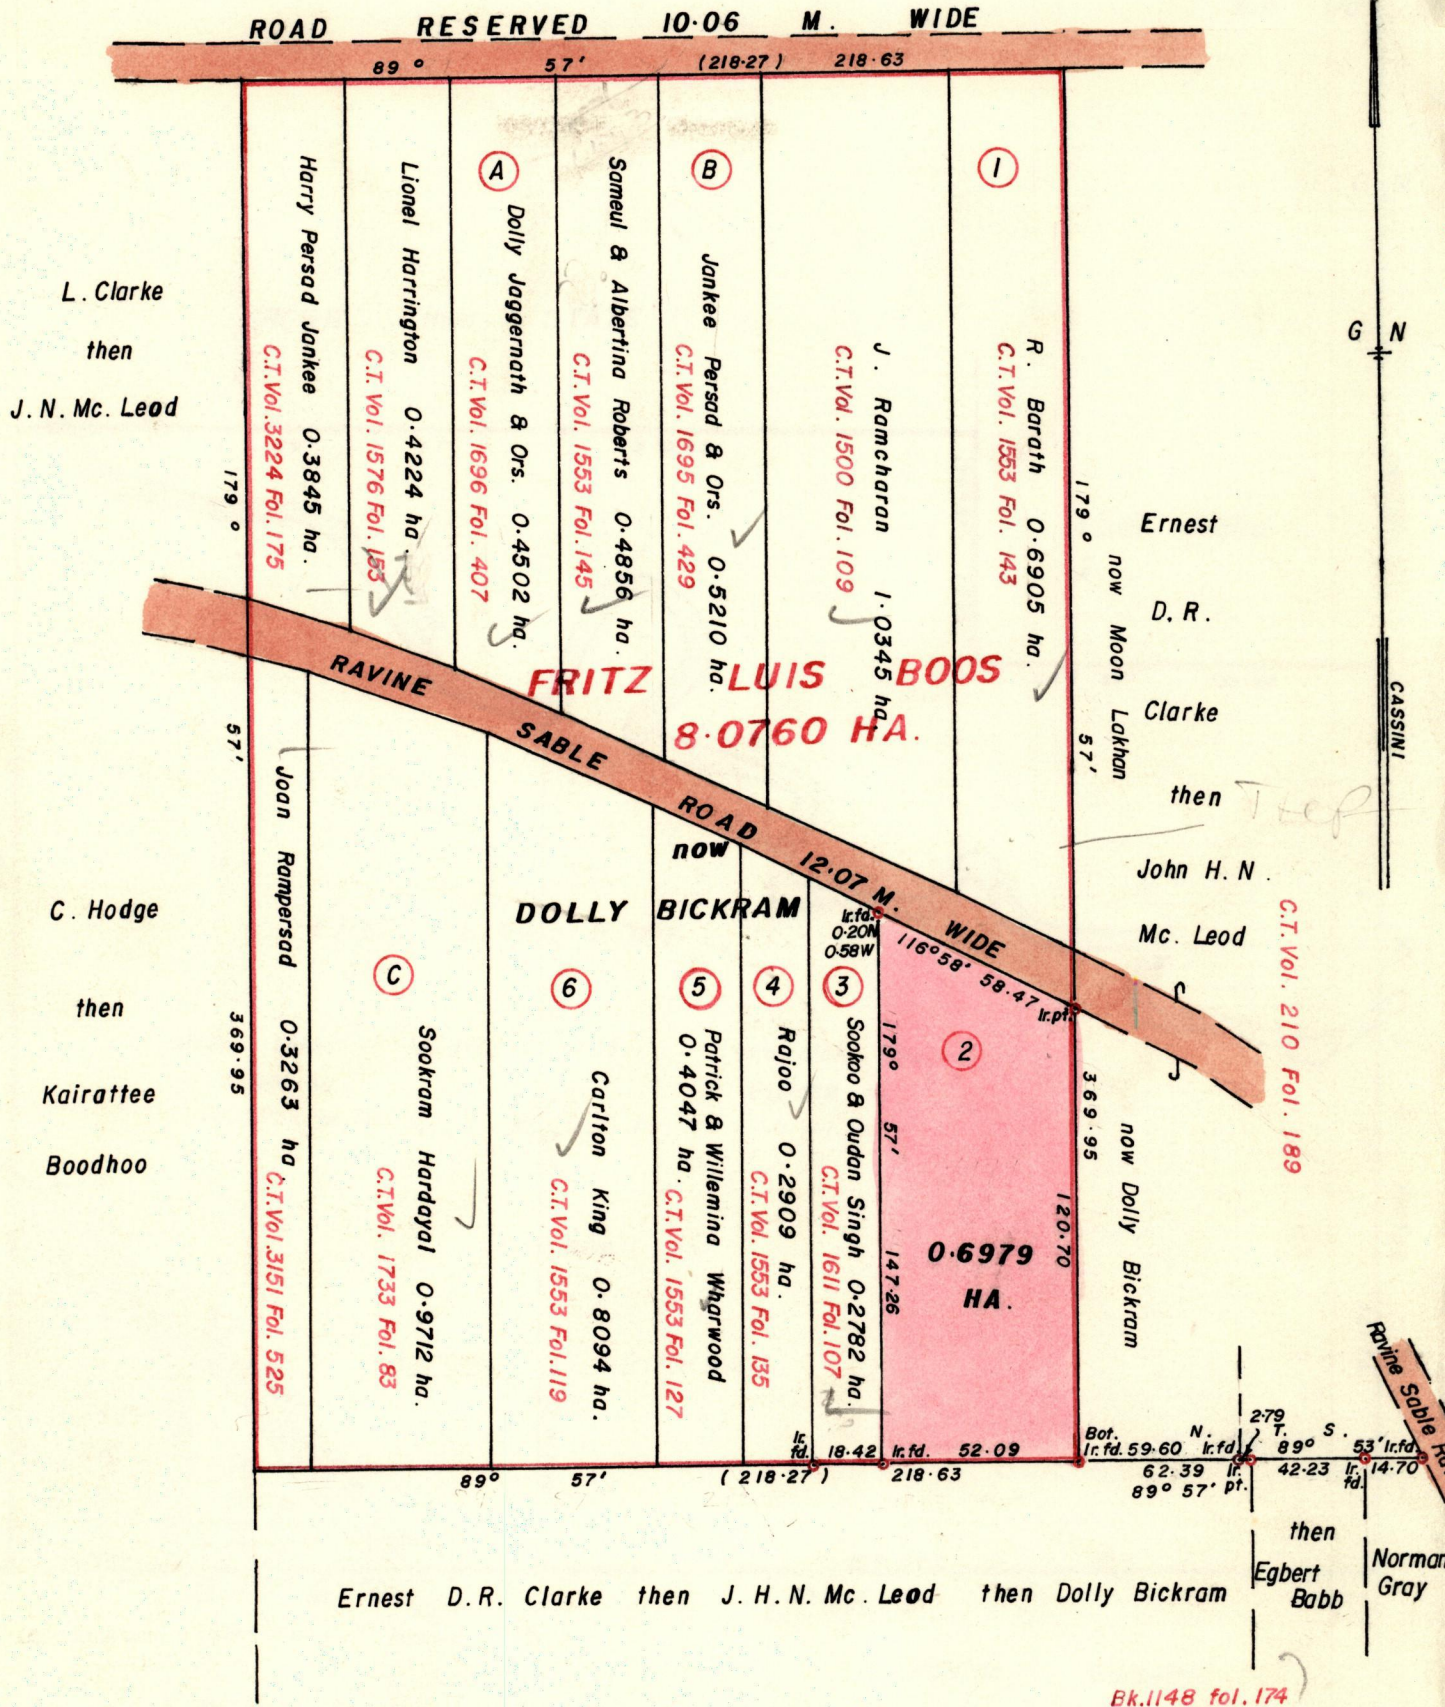 ROAD RESERVED 10·06 M. WIDE
89° 57' (218·27) 218·63
L. Clarke
then
J. N. Mc. Leod
179°
57'
369·95
C. Hodge
then
Kairattee
Boodhoo
Harry Persad Jankee 0·3845 ha.
C.T. Vol. 3224 Fol. 175
Lionel Harrington 0·4224 ha.
C.T. Vol. 1576 Fol. 153
A
Dolly Jaggernath & Ors. 0·4502 ha.
C.T. Vol. 1696 Fol. 407
Sameul & Albertina Roberts 0·4856 ha.
C.T. Vol. 1553 Fol. 145
B
Jankee Persad & Ors. 0·5210 ha.
C.T. Vol. 1695 Fol. 429
J. Ramcharan 1·0345 ha
C.T. Vol. 1500 Fol. 109
1
R. Barath 0·6905 ha.
C.T. Vol. 1553 Fol. 143
179° 57'
now Moon Lakhan
Ernest
D. R.
Clarke
then
John H. N.
Mc. Leod
C.T. Vol. 210 Fol. 189
G N
CASSINI
FRITZ LUIS BOOS
8·0760 HA.
RAVINE SABLE ROAD 12·07 M. WIDE
now
DOLLY BICKRAM
Joan Rampersad 0·3263 ha.
C.T. Vol. 3151 Fol. 525
C
Sookram Hardayal 0·9712 ha.
C.T. Vol. 1733 Fol. 83
6
Carlton King 0·8094 ha.
C.T. Vol. 1553 Fol. 119
5
Patrick & Willemina Wharwood
0·4047 ha. C.T. Vol. 1553 Fol. 127
4
Rajoo 0·2909 ha.
C.T. Vol. 1553 Fol. 135
3
Sookoo & Oudan Singh 0·2782 ha.
C.T. Vol. 1611 Fol. 107
Ir.fd.
0·20N
0·58W
116°58' 58·47
Ir.pt.
2
179° 57' 147·26
0·6979
HA.
369·95
120·70
now Dolly Bickram
Ravine Sable
Ir.
fd.
18·42 Ir.fd. 52·09
89° 57' (218·27) 218·63
Bot. N. T. S.
2·79
Ir.fd. 59·60 Ir.fd 89° 53' Ir.fd.
62·39 Ir. 42·23 Ir. 14·70
89° 57' pt. fd.
then
Egbert
Babb
Norman
Gray
Ernest D.R. Clarke then J. H. N. Mc. Leod then Dolly Bickram
Bk.1148 fol. 174